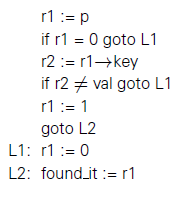 r1 := p
if r1 = 0 goto L1
r2 := r1→key
if r2 ≠ val goto L1
r1 := 1
goto L2
L1: r1 := 0
L2: found_it := r1